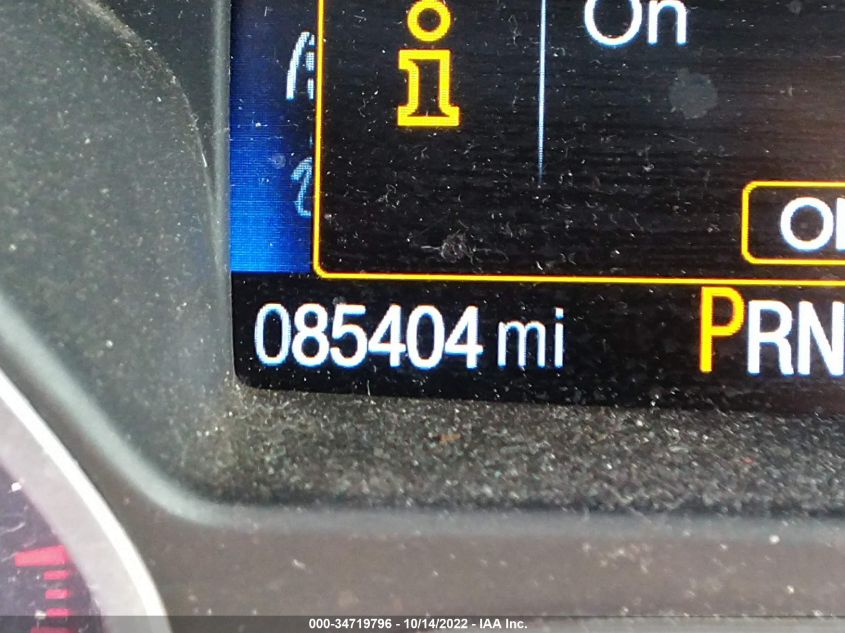 On
085404 mi PRN
000-34719796 - 10/14/2022 - IAA Inc.